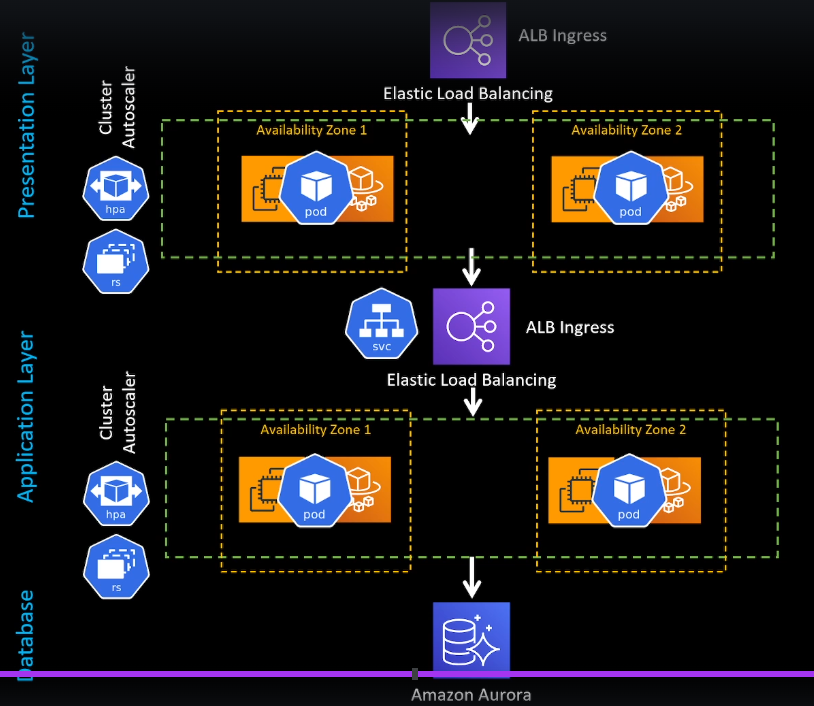 Presentation Layer
ALB Ingress
Elastic Load Balancing
Cluster
Autoscaler
Availability Zone 1
Availability Zone 2
hpa
pod
pod
rs
svc
ALB Ingress
Elastic Load Balancing
Application Layer
Cluster
Autoscaler
Availability Zone 1
Availability Zone 2
hpa
pod
pod
rs
Database
Amazon Aurora